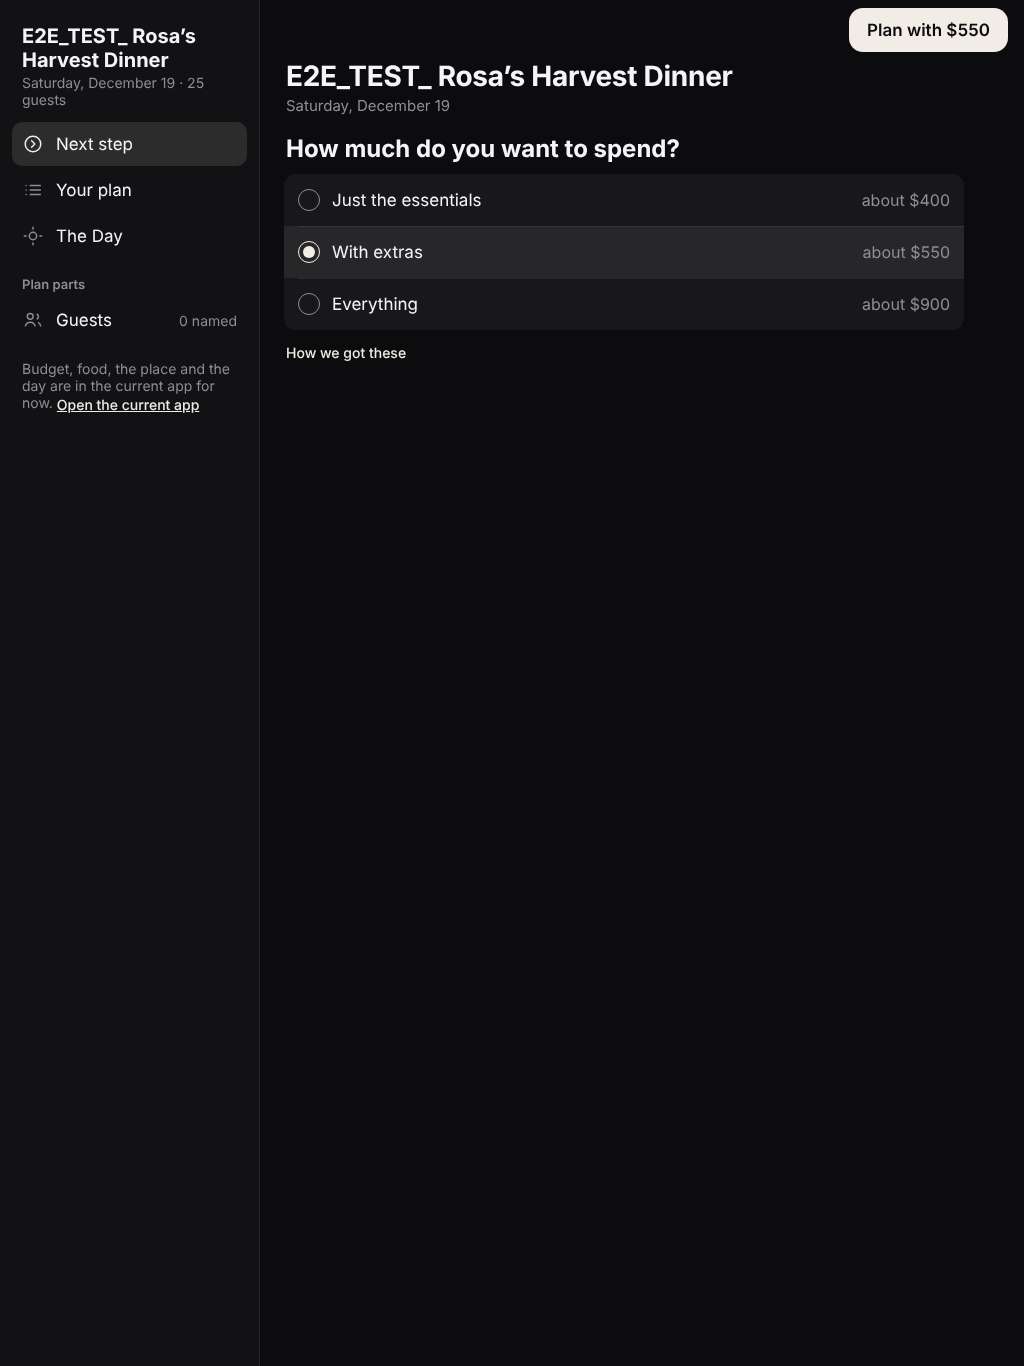 E2E_TEST_ Rosa’s
Harvest Dinner
Saturday, December 19 · 25
guests
Next step
Your plan
The Day
Plan parts
Guests 0 named
Budget, food, the place and the
day are in the current app for
now. Open the current app
Plan with $550
E2E_TEST_ Rosa’s Harvest Dinner
Saturday, December 19
How much do you want to spend?
Just the essentials about $400
With extras about $550
Everything about $900
How we got these